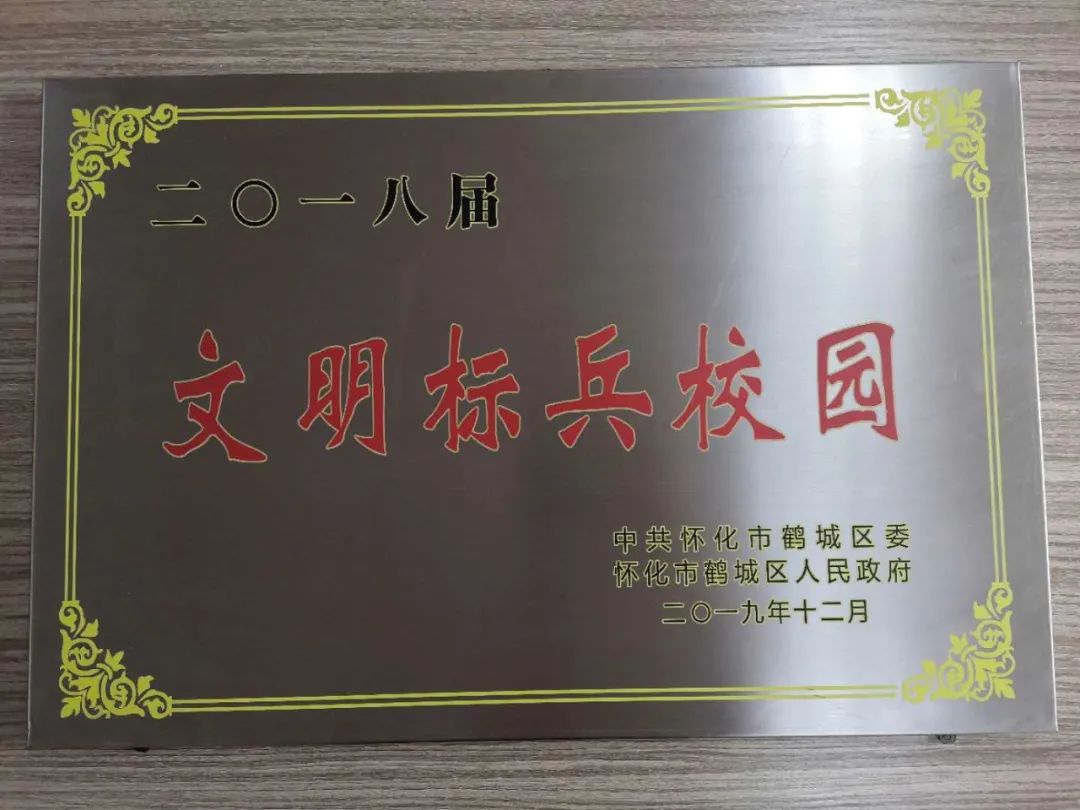 二〇一八届
文明标兵校园
中共怀化市鹤城区委
怀化市鹤城区人民政府
二〇一九年十二月